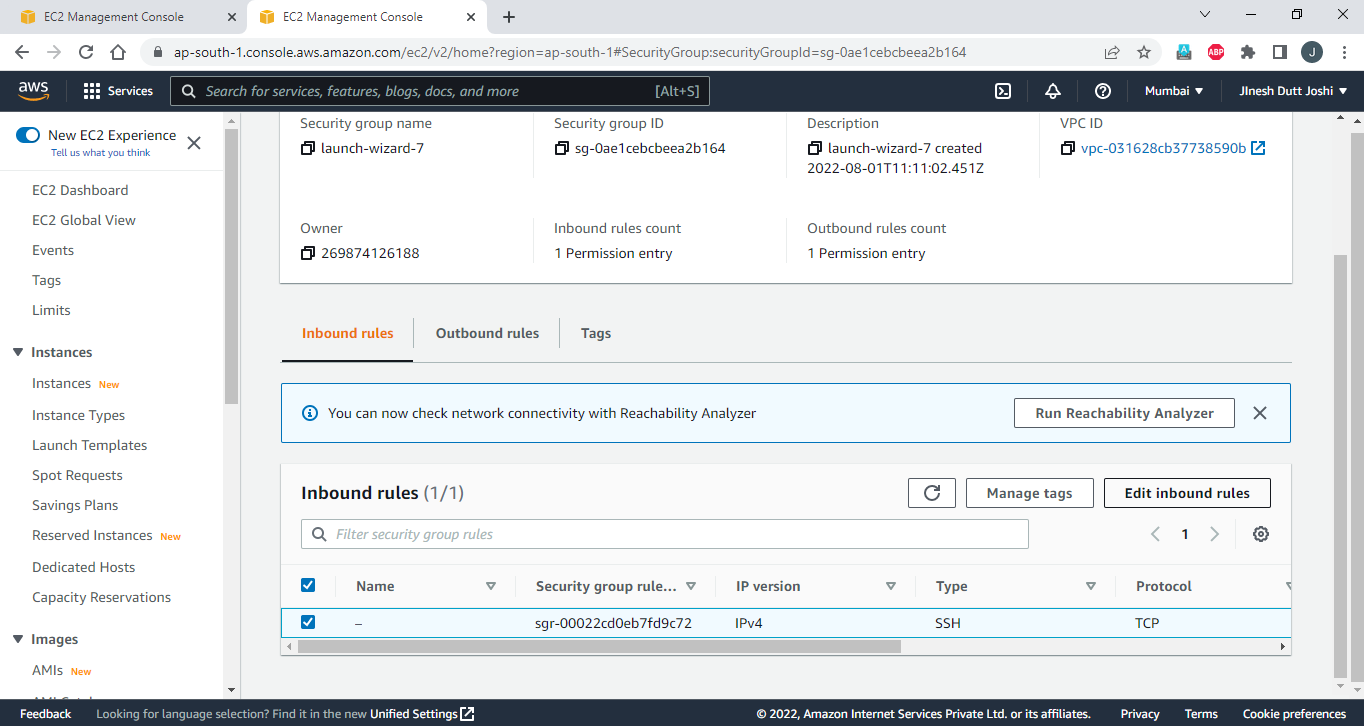 EC2 Management Console
EC2 Management Console
ap-south-1.console.aws.amazon.com/ec2/v2/home?region=ap-south-1#SecurityGroup:securityGroupId=sg-0ae1cebcbeea2b164
ABP
J
aws
Services
Search for services, features, blogs, docs, and more
[Alt+S]
Mumbai
JInesh Dutt Joshi
New EC2 Experience
Tell us what you think
EC2 Dashboard
EC2 Global View
Events
Tags
Limits
Instances
Instances New
Instance Types
Launch Templates
Spot Requests
Savings Plans
Reserved Instances New
Dedicated Hosts
Capacity Reservations
Images
AMIs New
Security group name
launch-wizard-7
Security group ID
sg-0ae1cebcbeea2b164
Description
launch-wizard-7 created
2022-08-01T11:11:02.451Z
VPC ID
vpc-031628cb37738590b
Owner
269874126188
Inbound rules count
1 Permission entry
Outbound rules count
1 Permission entry
Inbound rules
Outbound rules
Tags
You can now check network connectivity with Reachability Analyzer
Run Reachability Analyzer
Inbound rules (1/1)
Manage tags
Edit inbound rules
Filter security group rules
1
Name
Security group rule...
IP version
Type
Protocol
–
sgr-00022cd0eb7fd9c72
IPv4
SSH
TCP
Feedback
Looking for language selection? Find it in the new Unified Settings
© 2022, Amazon Internet Services Private Ltd. or its affiliates.
Privacy
Terms
Cookie preferences